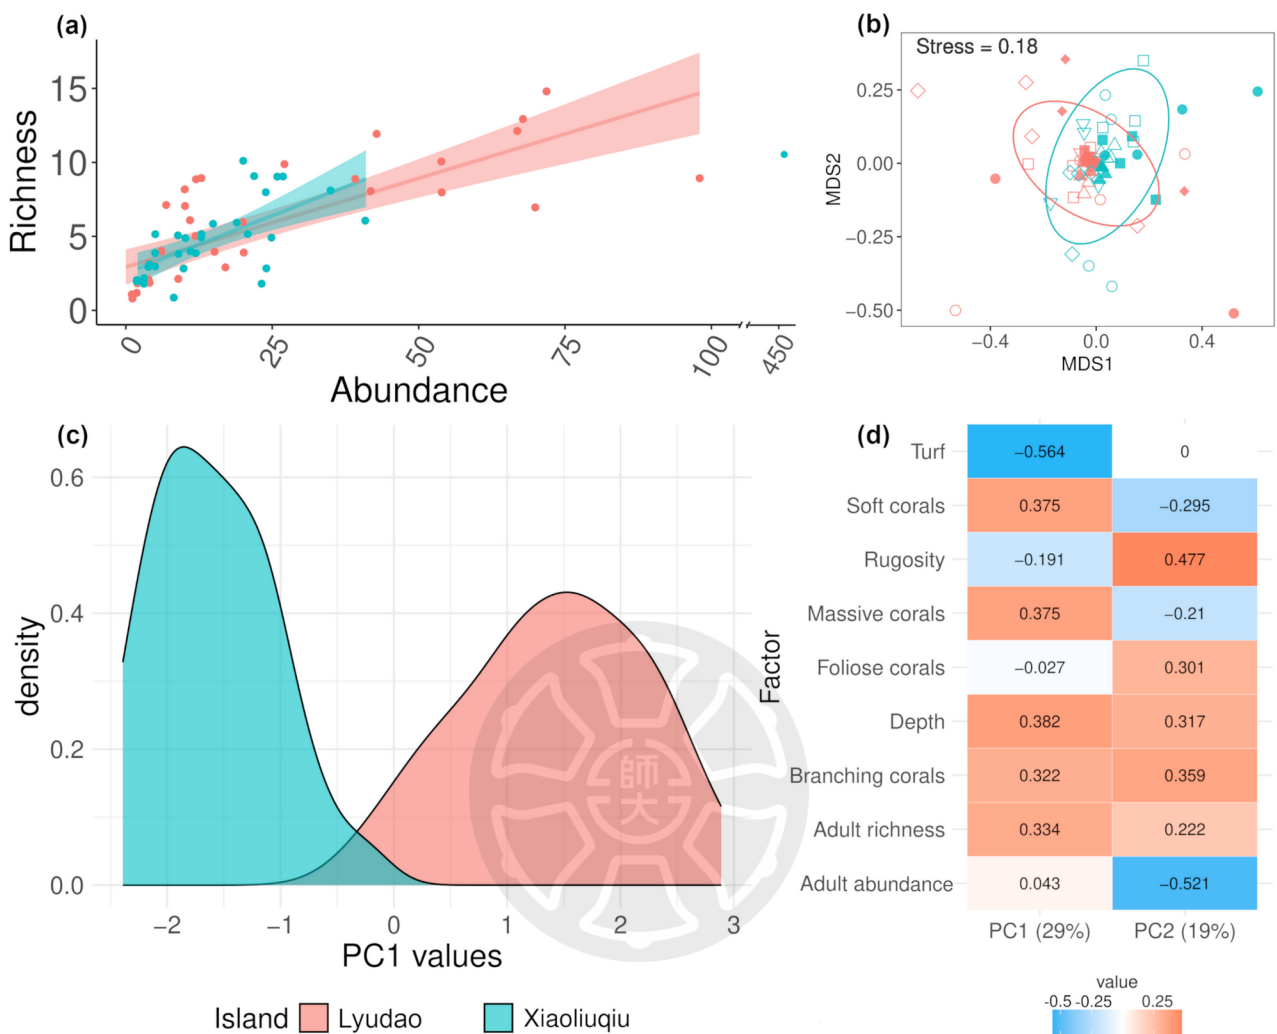 (a)
Richness
15
10
5
0
0
25
50
75
100
450
Abundance
(b)
Stress = 0.18
MDS2
0.25
0.00
−0.25
−0.50
−0.4
0.0
0.4
MDS1
(c)
density
0.6
0.4
0.2
0.0
−2
−1
0
1
2
3
PC1 values
師大
Island
Lyudao
Xiaoliuqiu
(d)
Factor
Turf −0.564 0
Soft corals 0.375 −0.295
Rugosity −0.191 0.477
Massive corals 0.375 −0.21
Foliose corals −0.027 0.301
Depth 0.382 0.317
Branching corals 0.322 0.359
Adult richness 0.334 0.222
Adult abundance 0.043 −0.521
PC1 (29%) PC2 (19%)
value
-0.5 -0.25 0.25